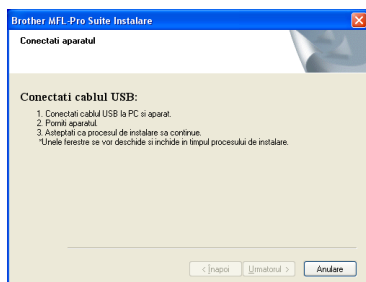 Brother MFL-Pro Suite Instalare
Conectati aparatul
Conectati cablul USB:
1. Conectati cablul USB la PC si aparat.
2. Porniti aparatul.
3. Asteptati ca procesul de instalare sa continue.
*Unele ferestre se vor deschide si inchide in timpul procesului de instalare.
< Înapoi
Urmatorul >
Anulare